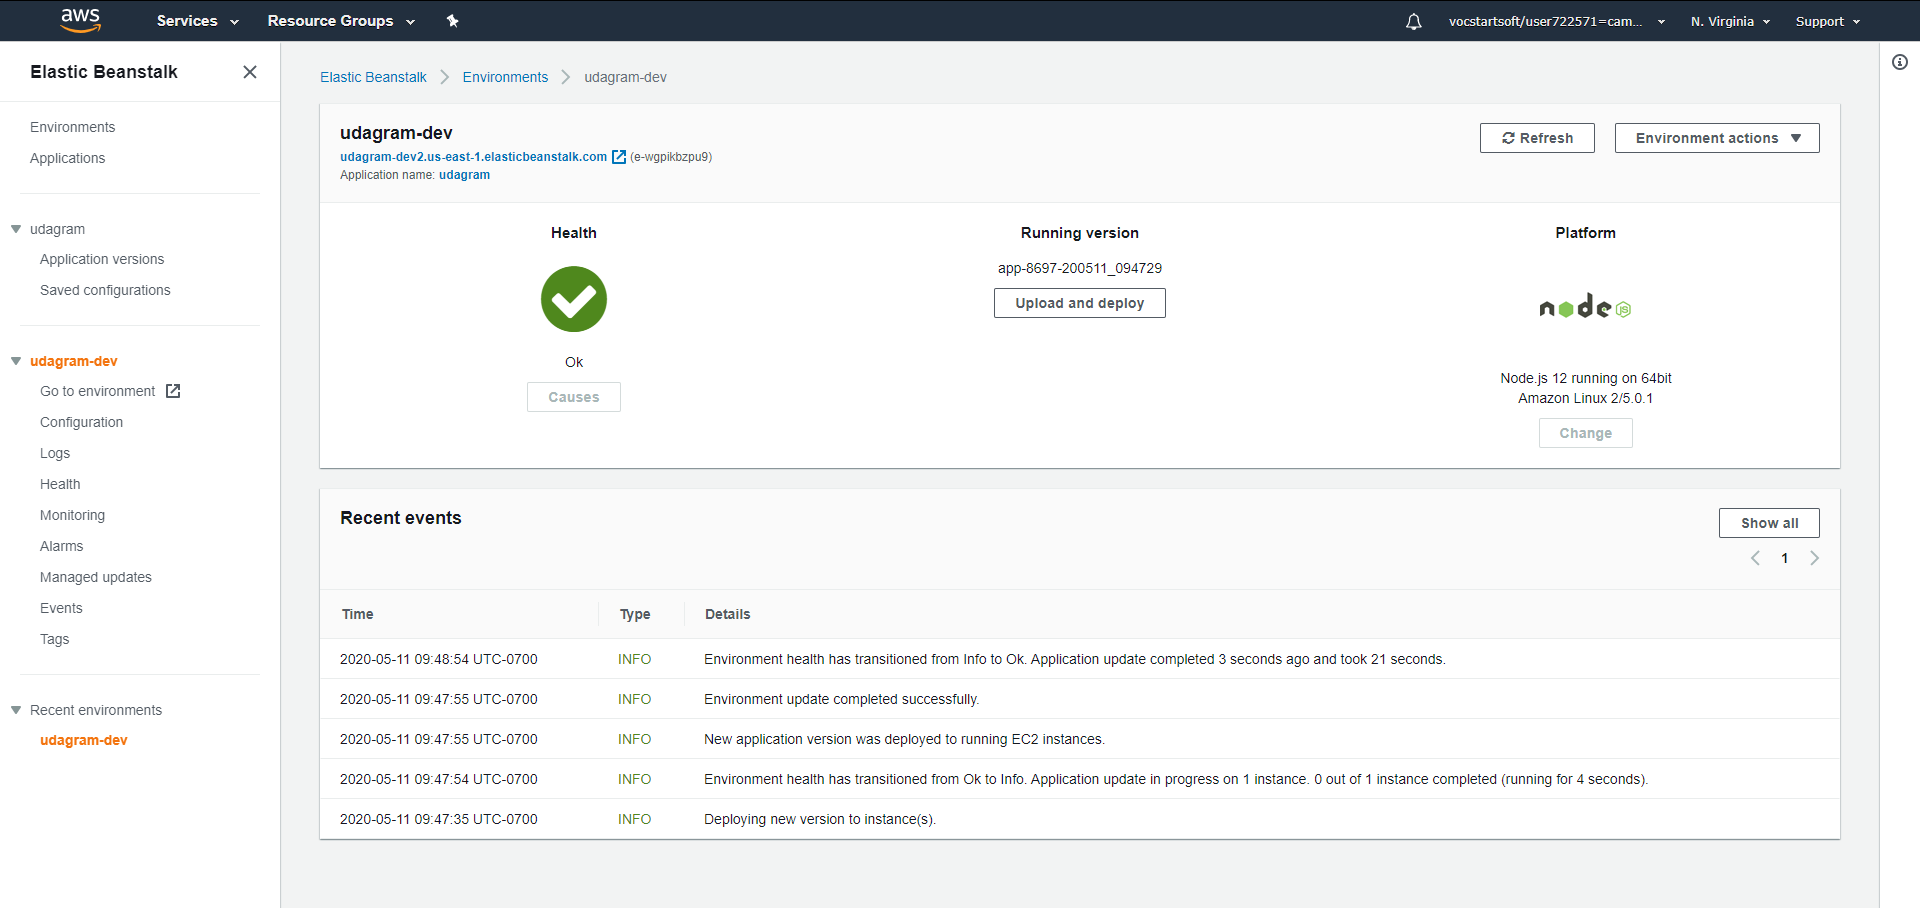 aws
Services
Resource Groups
vocstartsoft/user722571=cam...
N. Virginia
Support
Elastic Beanstalk
Environments
Applications
udagram
Application versions
Saved configurations
udagram-dev
Go to environment
Configuration
Logs
Health
Monitoring
Alarms
Managed updates
Events
Tags
Recent environments
udagram-dev
Elastic Beanstalk
Environments
udagram-dev
udagram-dev
udagram-dev2.us-east-1.elasticbeanstalk.com (e-wgpikbzpu9)
Application name: udagram
Refresh
Environment actions
Health
Ok
Causes
Running version
app-8697-200511_094729
Upload and deploy
Platform
node JS
Node.js 12 running on 64bit
Amazon Linux 2/5.0.1
Change
Recent events
Show all
1
Time Type Details
2020-05-11 09:48:54 UTC-0700 INFO Environment health has transitioned from Info to Ok. Application update completed 3 seconds ago and took 21 seconds.
2020-05-11 09:47:55 UTC-0700 INFO Environment update completed successfully.
2020-05-11 09:47:55 UTC-0700 INFO New application version was deployed to running EC2 instances.
2020-05-11 09:47:54 UTC-0700 INFO Environment health has transitioned from Ok to Info. Application update in progress on 1 instance. 0 out of 1 instance completed (running for 4 seconds).
2020-05-11 09:47:35 UTC-0700 INFO Deploying new version to instance(s).